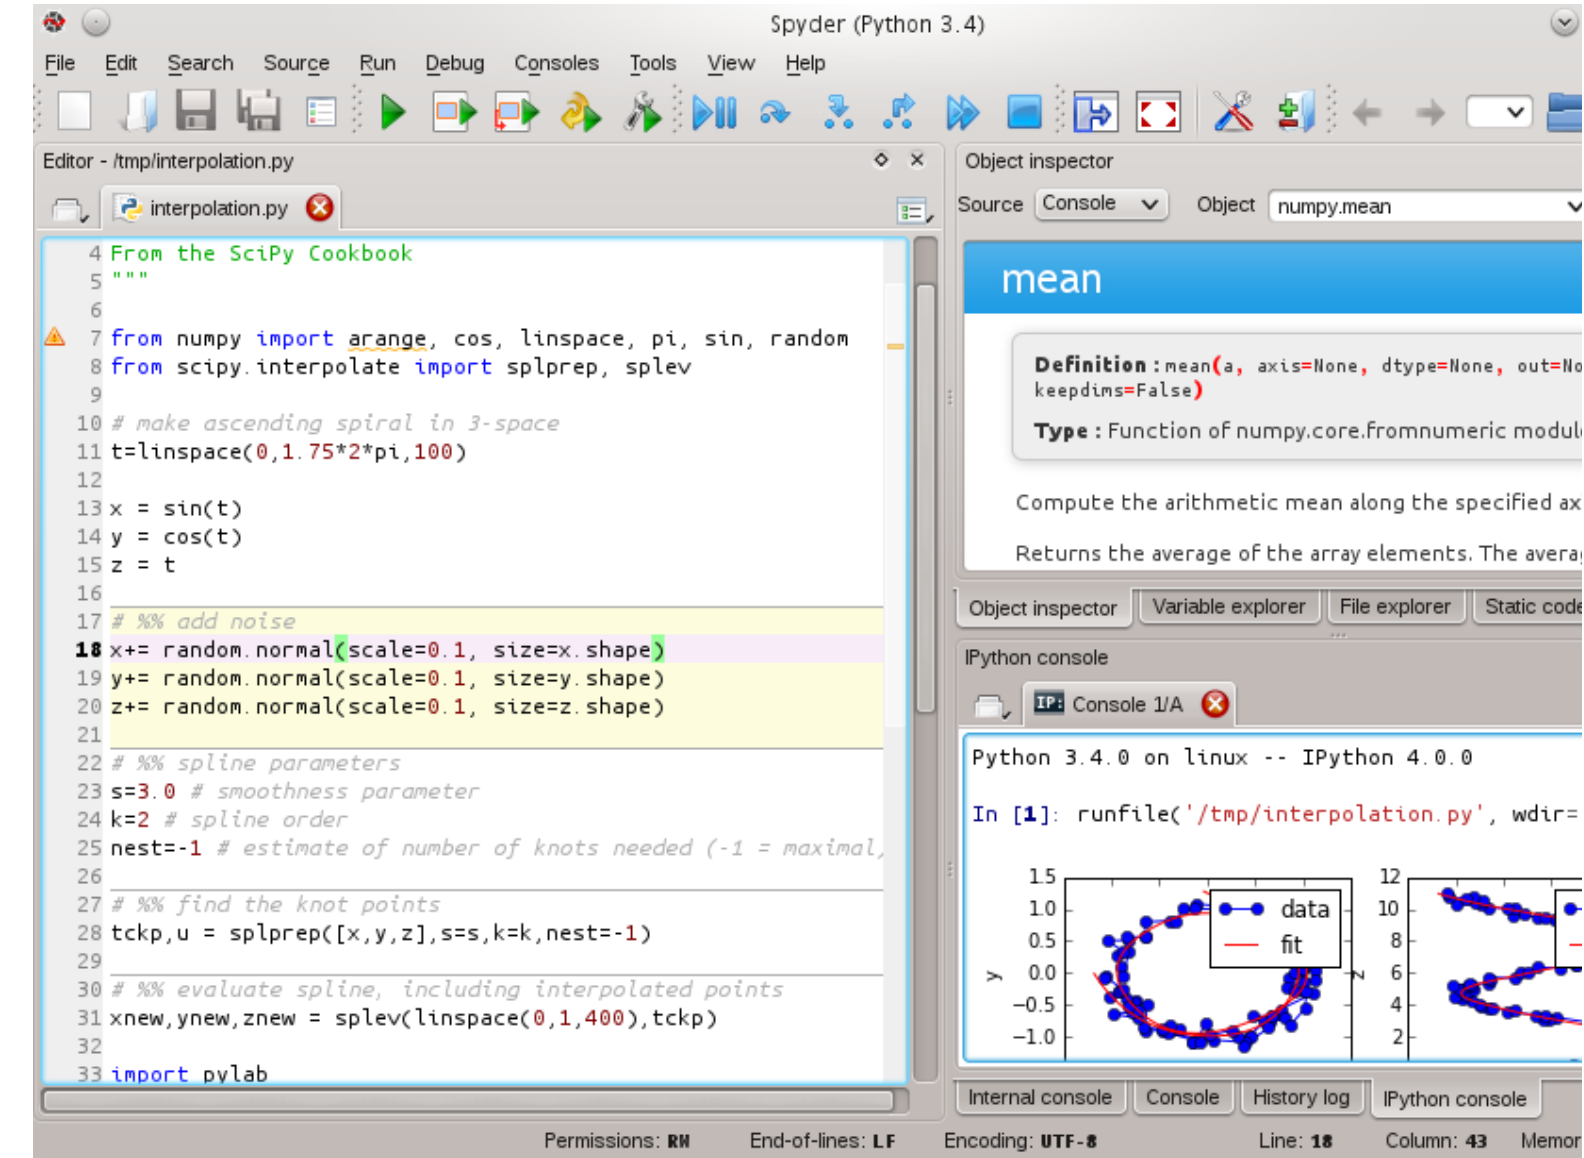 Spyder (Python 3.4)
File Edit Search Source Run Debug Consoles Tools View Help
Editor - /tmp/interpolation.py
interpolation.py
4 From the SciPy Cookbook
5 """
6
7 from numpy import arange, cos, linspace, pi, sin, random
8 from scipy.interpolate import splprep, splev
9
10 # make ascending spiral in 3-space
11 t=linspace(0,1.75*2*pi,100)
12
13 x = sin(t)
14 y = cos(t)
15 z = t
16
17 # %% add noise
18 x+= random.normal(scale=0.1, size=x.shape)
19 y+= random.normal(scale=0.1, size=y.shape)
20 z+= random.normal(scale=0.1, size=z.shape)
21
22 # %% spline parameters
23 s=3.0 # smoothness parameter
24 k=2 # spline order
25 nest=-1 # estimate of number of knots needed (-1 = maximal)
26
27 # %% find the knot points
28 tckp,u = splprep([x,y,z],s=s,k=k,nest=-1)
29
30 # %% evaluate spline, including interpolated points
31 xnew,ynew,znew = splev(linspace(0,1,400),tckp)
32
33 import pylab
Object inspector
Source Console Object numpy.mean
mean
Definition : mean(a, axis=None, dtype=None, out=No
keepdims=False)
Type : Function of numpy.core.fromnumeric modul
Compute the arithmetic mean along the specified ax
Returns the average of the array elements. The avera
Object inspector Variable explorer File explorer Static code
IPython console
IP: Console 1/A
Python 3.4.0 on linux -- IPython 4.0.0
In [1]: runfile('/tmp/interpolation.py', wdir=
1.5
1.0
0.5
0.0
−0.5
−1.0
y
data
fit
12
10
8
6
4
2
z
Internal console Console History log IPython console
Permissions: RW End-of-lines: LF Encoding: UTF-8 Line: 18 Column: 43 Memor